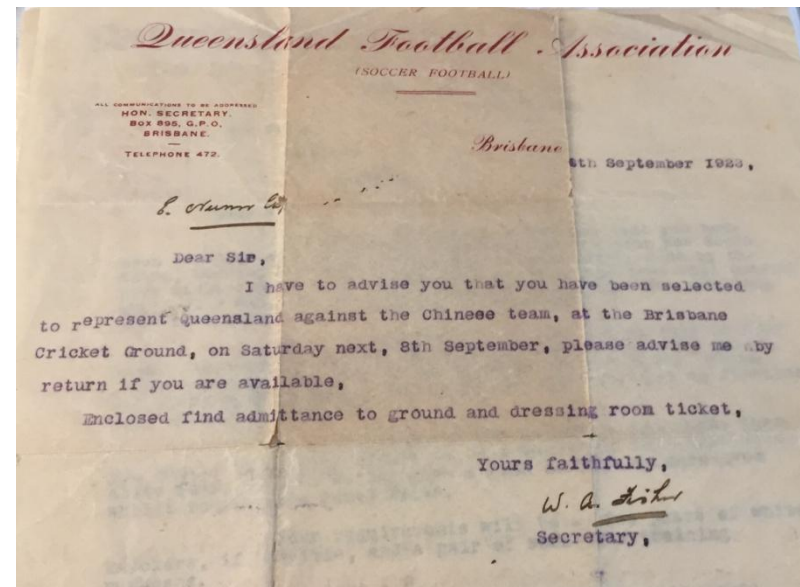 Queensland Football Association
(SOCCER FOOTBALL)
ALL COMMUNICATIONS TO BE ADDRESSED
HON. SECRETARY.
BOX 695, G.P.O,
BRISBANE.
TELEPHONE 472.
Brisbane
4th September 1923,
Dear Sir,
I have to advise you that you have been selected
to represent Queensland against the Chinese team, at the Brisbane
Cricket Ground, on Saturday next, 8th September, please advise me by
return if you are available,
Enclosed find admittance to ground and dressing room ticket,
Yours faithfully,
W. A. Fisher
Secretary,